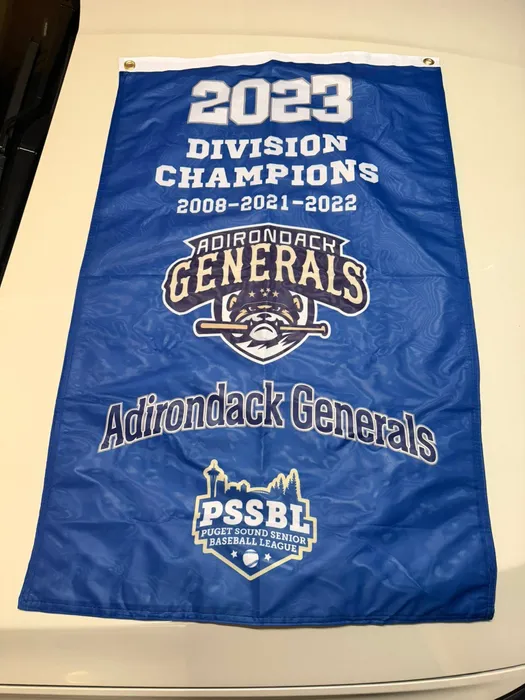 2023
DIVISION
CHAMPIONS
2008-2021-2022
ADIRONDACK
GENERALS
Adirondack Generals
PSSBL
PUGET SOUND SENIOR
BASEBALL LEAGUE